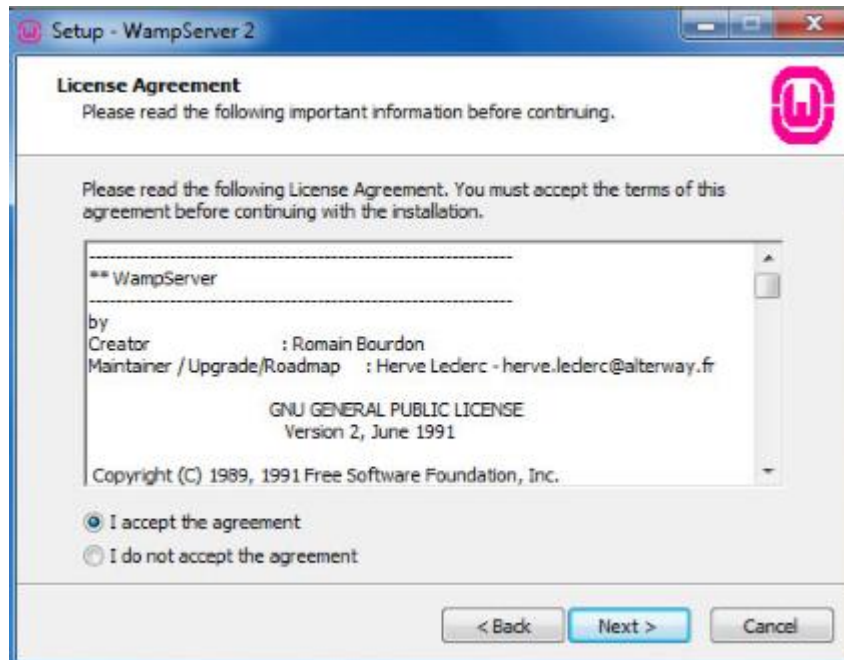 Setup - WampServer 2
License Agreement
Please read the following important information before continuing.
Please read the following License Agreement. You must accept the terms of this
agreement before continuing with the installation.
------------------------------------------------------------
** WampServer
------------------------------------------------------------
by
Creator : Romain Bourdon
Maintainer / Upgrade/Roadmap : Herve Leclerc - herve.leclerc@alterway.fr
GNU GENERAL PUBLIC LICENSE
Version 2, June 1991
Copyright (C) 1989, 1991 Free Software Foundation, Inc.
I accept the agreement
I do not accept the agreement
< Back Next > Cancel